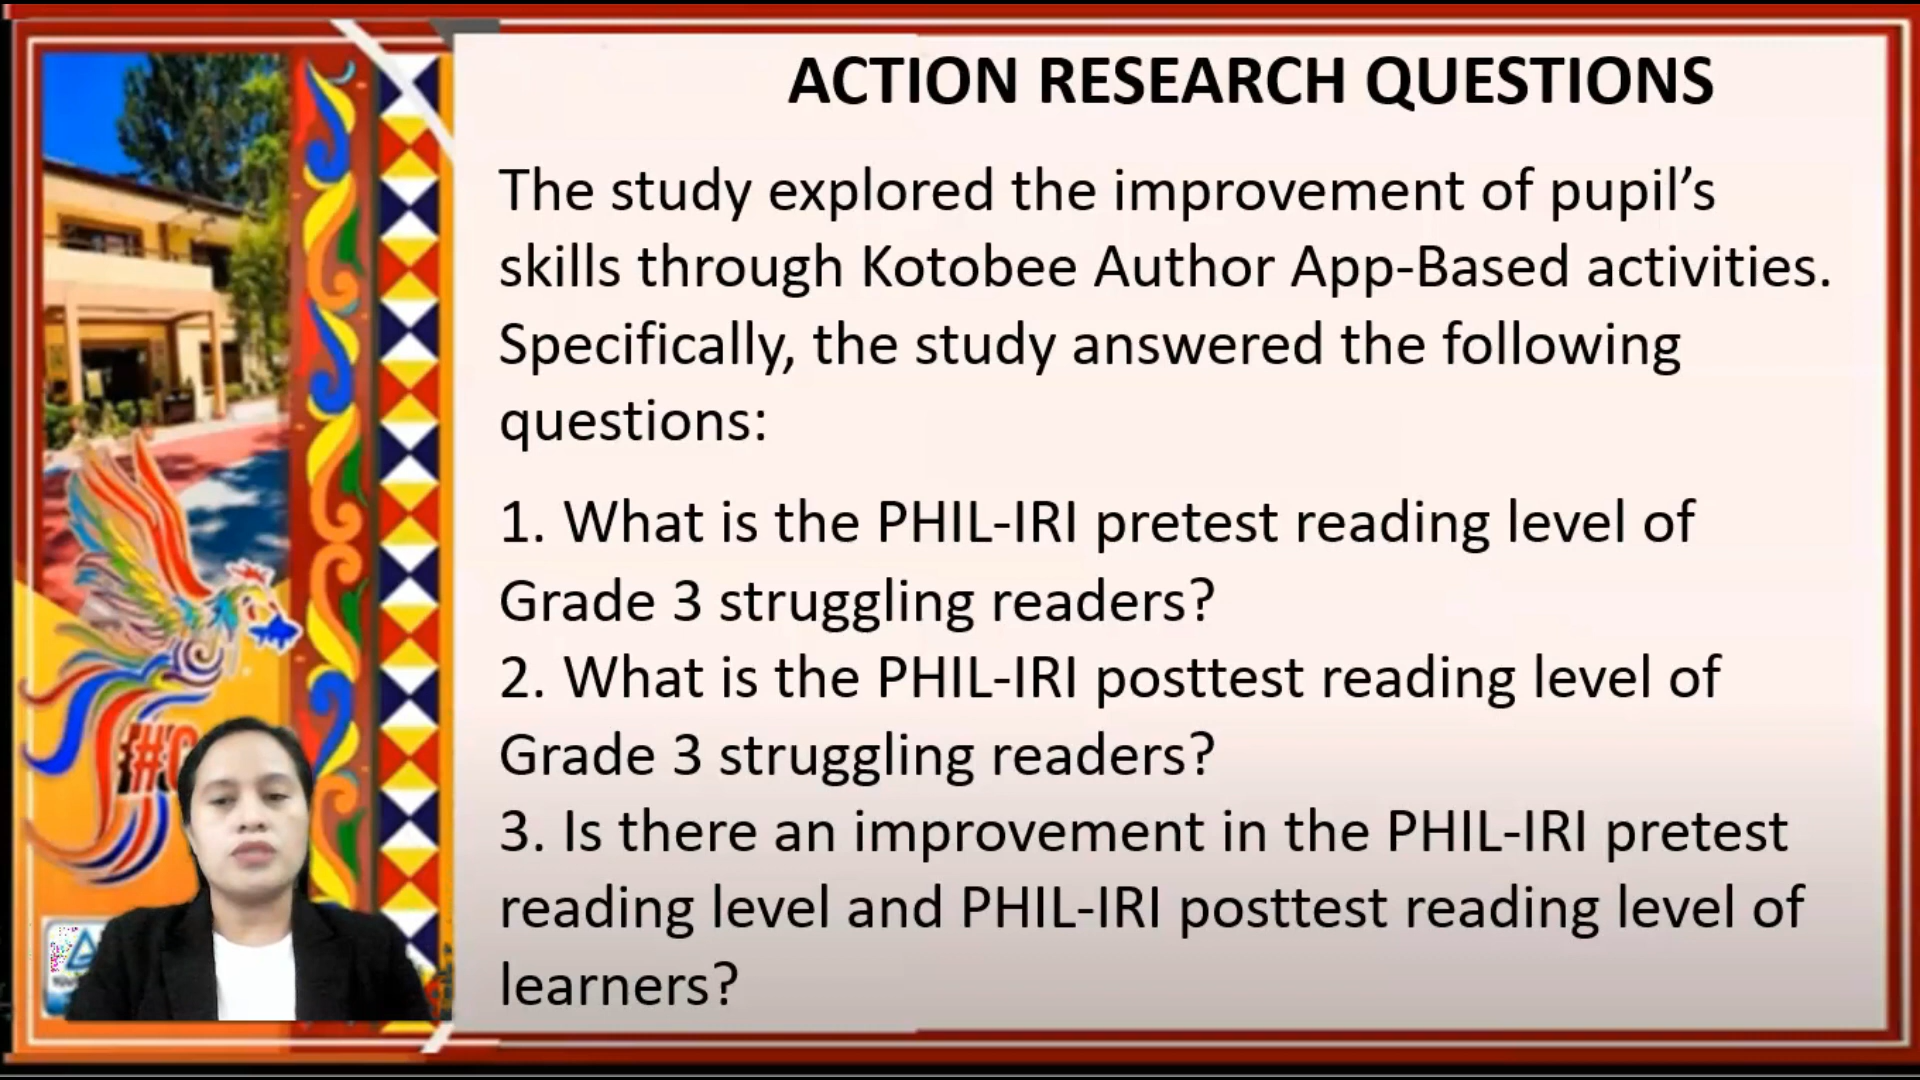 ACTION RESEARCH QUESTIONS
The study explored the improvement of pupil’s
skills through Kotobee Author App-Based activities.
Specifically, the study answered the following
questions:
1. What is the PHIL-IRI pretest reading level of
Grade 3 struggling readers?
2. What is the PHIL-IRI posttest reading level of
Grade 3 struggling readers?
3. Is there an improvement in the PHIL-IRI pretest
reading level and PHIL-IRI posttest reading level of
learners?